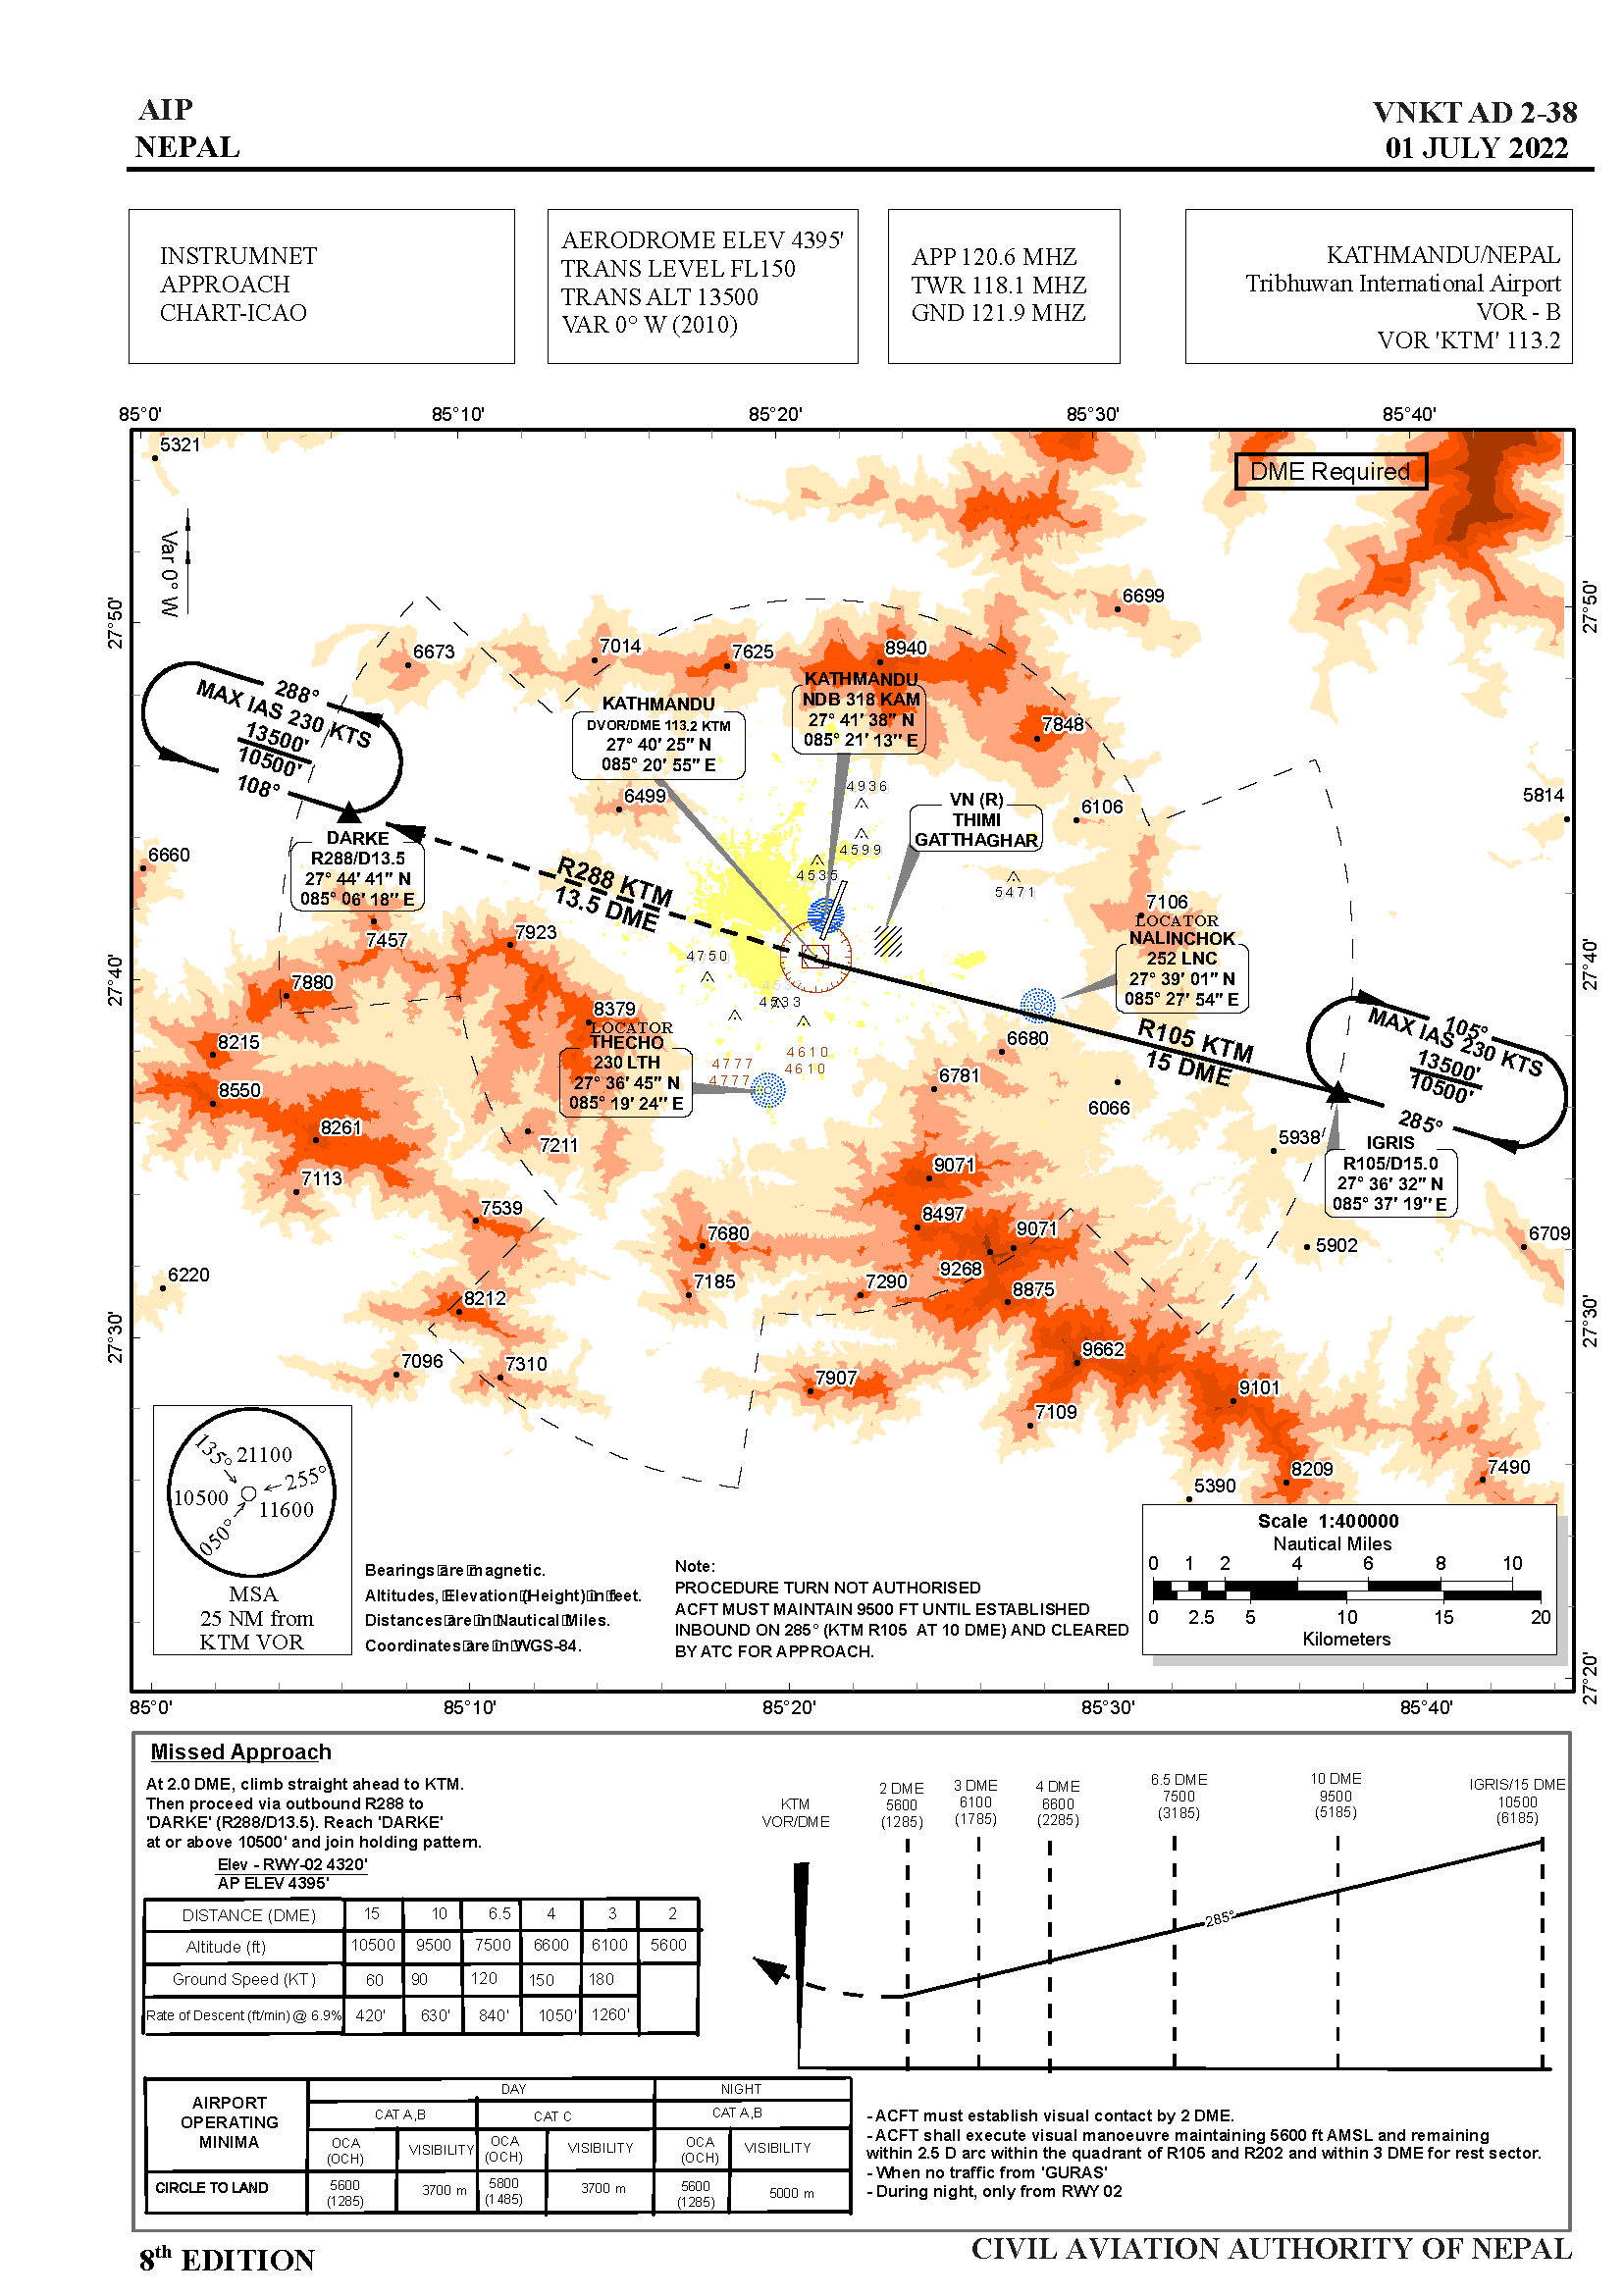 AIP
NEPAL
VNKT AD 2-38
01 JULY 2022
INSTRUMNET
APPROACH
CHART-ICAO
AERODROME ELEV 4395'
TRANS LEVEL FL150
TRANS ALT 13500
VAR 0° W (2010)
APP 120.6 MHZ
TWR 118.1 MHZ
GND 121.9 MHZ
KATHMANDU/NEPAL
Tribhuwan International Airport
VOR - B
VOR 'KTM' 113.2
85°0'
85°10'
85°20'
85°30'
85°40'
5321
DME Required
Var 0° W
27°50'
27°50'
6699
6673
7014
7625
8940
288°
MAX IAS 230 KTS
13500'
10500'
108°
KATHMANDU
DVOR/DME 113.2 KTM
27° 40' 25" N
085° 20' 55" E
KATHMANDU
NDB 318 KAM
27° 41' 38" N
085° 21' 13" E
7848
4936
6499
VN (R)
THIMI
GATTHAGHAR
6106
5814
DARKE
R288/D13.5
27° 44' 41" N
085° 06' 18" E
6660
4599
4535
5471
R288 KTM
13.5 DME
7106
LOCATOR
NALINCHOK
252 LNC
27° 39' 01" N
085° 27' 54" E
7457
7923
4750
27°40'
27°40'
7880
4533
8379
LOCATOR
THECHO
230 LTH
27° 36' 45" N
085° 19' 24" E
8215
6680
R105 KTM
15 DME
105°
MAX IAS 230 KTS
13500'
10500'
285°
4777
4777
4610
4610
6781
8550
6066
8261
7211
5938
IGRIS
R105/D15.0
27° 36' 32" N
085° 37' 19" E
7113
9071
7539
8497
9071
7680
5902
6709
9268
6220
7185
7290
8875
8212
27°30'
27°30'
7096
7310
7907
9662
9101
7109
8209
7490
5390
135°
21100
255°
10500
11600
050°
MSA
25 NM from
KTM VOR
Bearings are magnetic.
Altitudes, Elevation (Height) in feet.
Distances are in Nautical Miles.
Coordinates are in WGS-84.
Note:
PROCEDURE TURN NOT AUTHORISED
ACFT MUST MAINTAIN 9500 FT UNTIL ESTABLISHED
INBOUND ON 285° (KTM R105 AT 10 DME) AND CLEARED
BY ATC FOR APPROACH.
Scale 1:400000
Nautical Miles
0 1 2 4 6 8 10
0 2.5 5 10 15 20
Kilometers
27°20'
85°0'
85°10'
85°20'
85°30'
85°40'
Missed Approach
At 2.0 DME, climb straight ahead to KTM.
Then proceed via outbound R288 to
'DARKE' (R288/D13.5). Reach 'DARKE'
at or above 10500' and join holding pattern.
Elev - RWY-02 4320'
AP ELEV 4395'
DISTANCE (DME) 15 10 6.5 4 3 2
Altitude (ft) 10500 9500 7500 6600 6100 5600
Ground Speed (KT) 60 90 120 150 180
Rate of Descent (ft/min) @ 6.9% 420' 630' 840' 1050' 1260'
KTM
VOR/DME
2 DME
5600
(1285)
3 DME
6100
(1785)
4 DME
6600
(2285)
6.5 DME
7500
(3185)
10 DME
9500
(5185)
IGRIS/15 DME
10500
(6185)
285°
AIRPORT
OPERATING
MINIMA
DAY
NIGHT
CAT A,B
CAT C
CAT A,B
OCA
(OCH)
VISIBILITY
OCA
(OCH)
VISIBILITY
OCA
(OCH)
VISIBILITY
CIRCLE TO LAND
5600
(1285)
3700 m
5800
(1485)
3700 m
5600
(1285)
5000 m
- ACFT must establish visual contact by 2 DME.
- ACFT shall execute visual manoeuvre maintaining 5600 ft AMSL and remaining
within 2.5 D arc within the quadrant of R105 and R202 and within 3 DME for rest sector.
- When no traffic from 'GURAS'
- During night, only from RWY 02
8th EDITION
CIVIL AVIATION AUTHORITY OF NEPAL